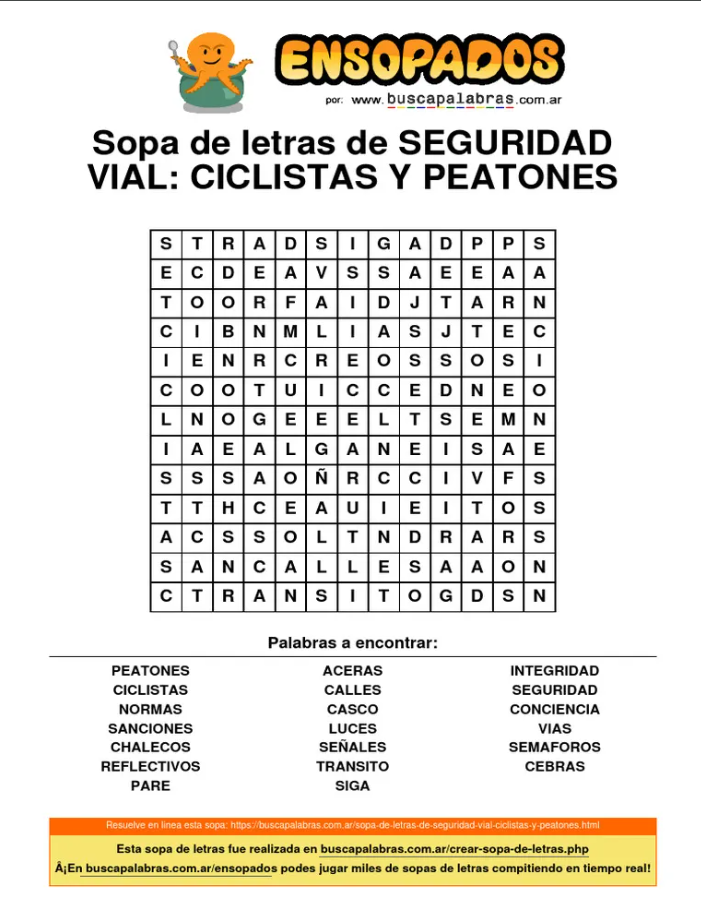 ENSOPADOS
por: www.buscapalabras.com.ar
Sopa de letras de SEGURIDAD
VIAL: CICLISTAS Y PEATONES
S T R A D S I G A D P P S
E C D E A V S S A E E A A
T O O R F A I D J T A R N
C I B N M L I A S J T E C
I E N R C R E O S S O S I
C O O T U I C C E D N E O
L N O G E E E L T S E M N
I A E A L G A N E I S A E
S S S A O Ñ R C C I V F S
T T H C E A U I E I T O S
A C S S O L T N D R A R S
S A N C A L L E S A A O N
C T R A N S I T O G D S N
Palabras a encontrar:
PEATONES ACERAS INTEGRIDAD
CICLISTAS CALLES SEGURIDAD
NORMAS CASCO CONCIENCIA
SANCIONES LUCES VIAS
CHALECOS SEÑALES SEMAFOROS
REFLECTIVOS TRANSITO CEBRAS
PARE SIGA
Resuelve en linea esta sopa: https://buscapalabras.com.ar/sopa-de-letras-de-seguridad-vial-ciclistas-y-peatones.html
Esta sopa de letras fue realizada en buscapalabras.com.ar/crear-sopa-de-letras.php
Â¡En buscapalabras.com.ar/ensopados podes jugar miles de sopas de letras compitiendo en tiempo real!